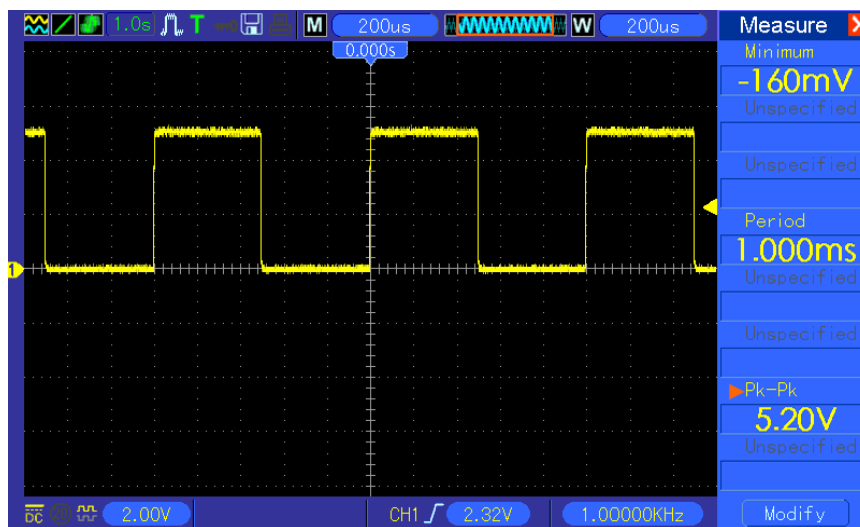 1.0s T M 200us W 200us
0.000s
Measure X
Minimum
-160mV
Unspecified
Unspecified
Period
1.000ms
Unspecified
Unspecified
Pk-Pk
5.20V
Unspecified
Modify
1
DC 2.00V CH1 2.32V 1.00000KHz